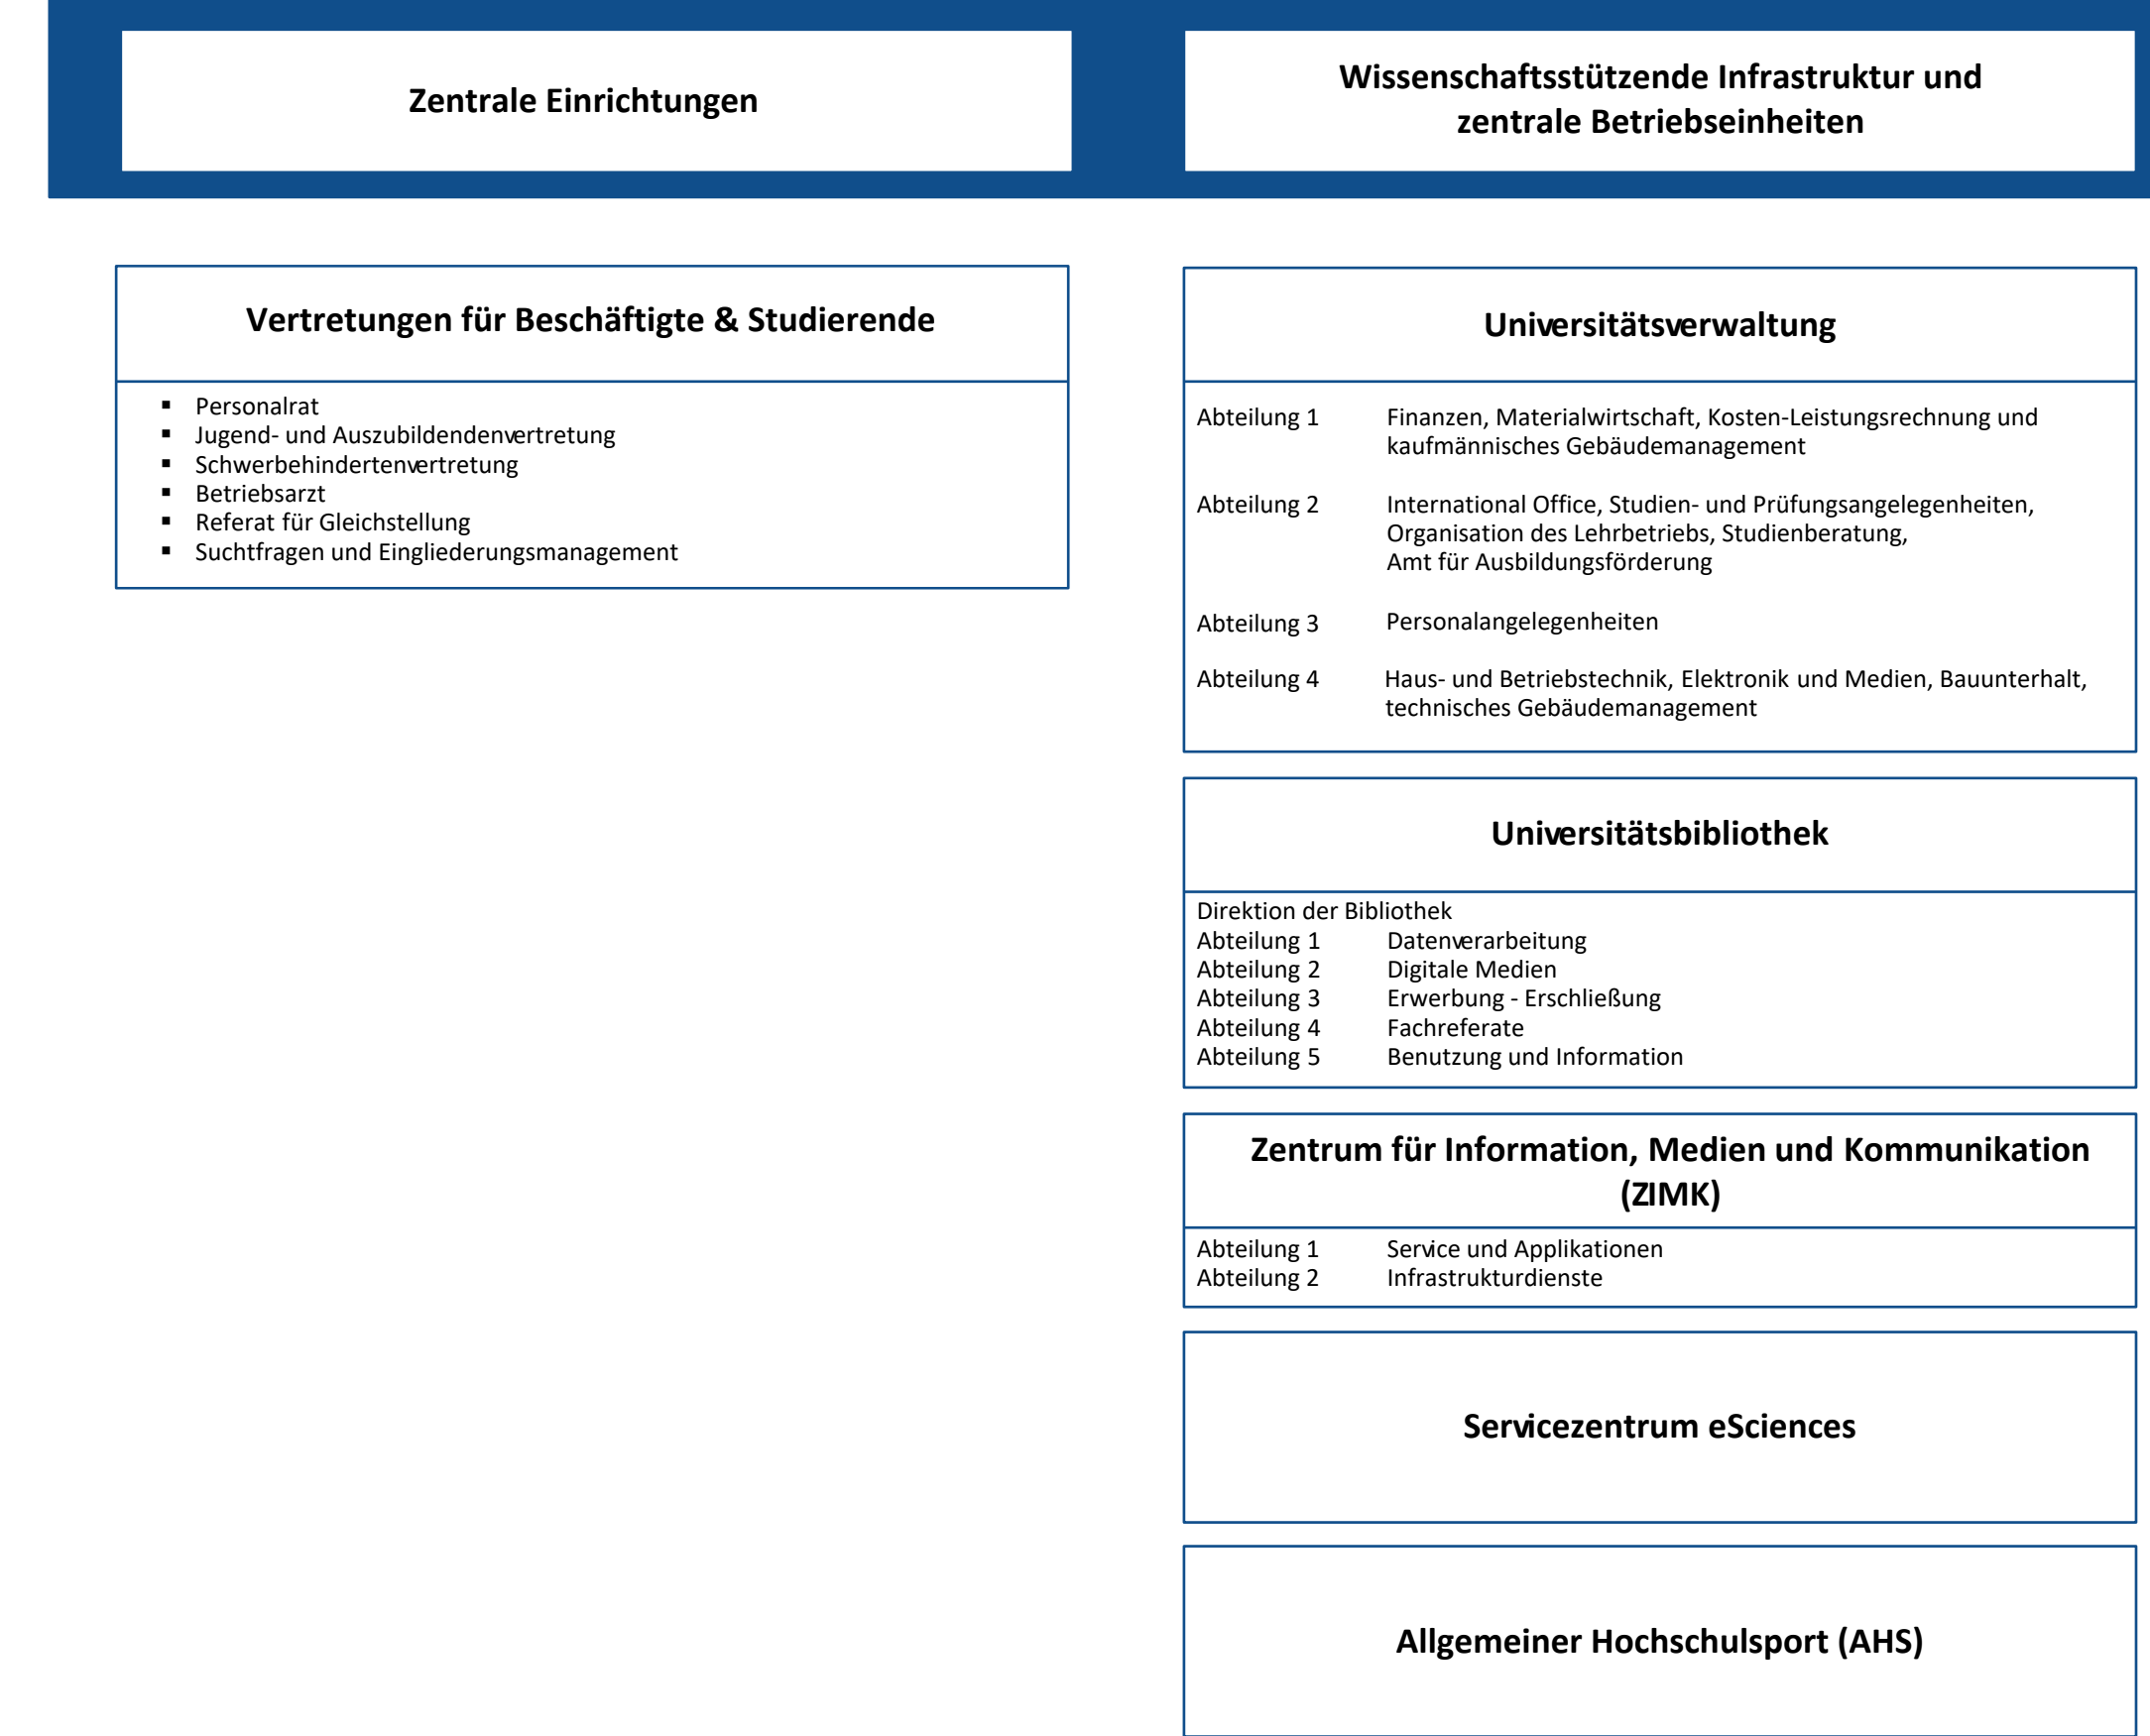 Zentrale Einrichtungen
Wissenschaftsstützende Infrastruktur und
zentrale Betriebseinheiten
Vertretungen für Beschäftigte & Studierende
▪ Personalrat
▪ Jugend- und Auszubildendenvertretung
▪ Schwerbehindertenvertretung
▪ Betriebsarzt
▪ Referat für Gleichstellung
▪ Suchtfragen und Eingliederungsmanagement
Universitätsverwaltung
Abteilung 1 Finanzen, Materialwirtschaft, Kosten-Leistungsrechnung und
kaufmännisches Gebäudemanagement
Abteilung 2 International Office, Studien- und Prüfungsangelegenheiten,
Organisation des Lehrbetriebs, Studienberatung,
Amt für Ausbildungsförderung
Abteilung 3 Personalangelegenheiten
Abteilung 4 Haus- und Betriebstechnik, Elektronik und Medien, Bauunterhalt,
technisches Gebäudemanagement
Universitätsbibliothek
Direktion der Bibliothek
Abteilung 1 Datenverarbeitung
Abteilung 2 Digitale Medien
Abteilung 3 Erwerbung - Erschließung
Abteilung 4 Fachreferate
Abteilung 5 Benutzung und Information
Zentrum für Information, Medien und Kommunikation
(ZIMK)
Abteilung 1 Service und Applikationen
Abteilung 2 Infrastrukturdienste
Servicezentrum eSciences
Allgemeiner Hochschulsport (AHS)